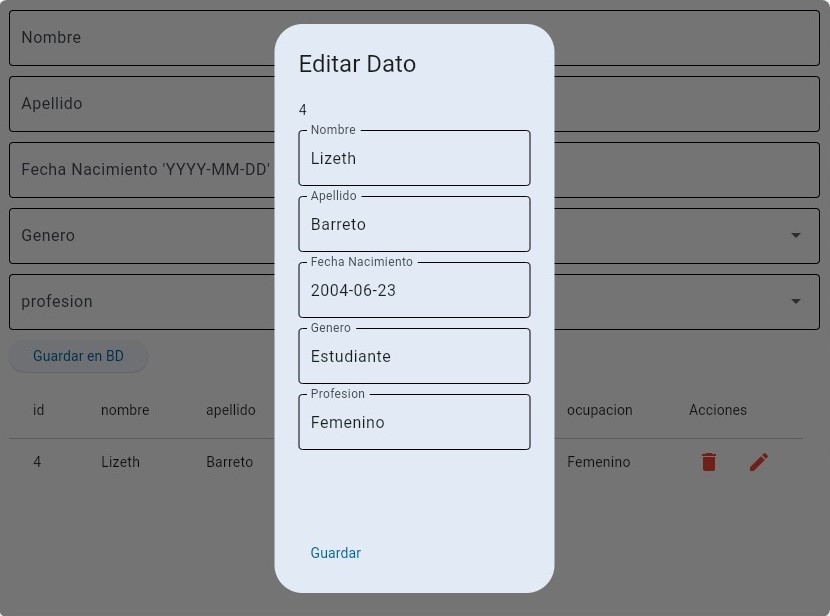 Nombre
Apellido
Fecha Nacimiento 'YYYY-MM-DD'
Genero
profesion
Guardar en BD
id nombre apellido ocupacion Acciones
4 Lizeth Barreto Femenino
Editar Dato
4
Nombre
Lizeth
Apellido
Barreto
Fecha Nacimiento
2004-06-23
Genero
Estudiante
Profesion
Femenino
Guardar